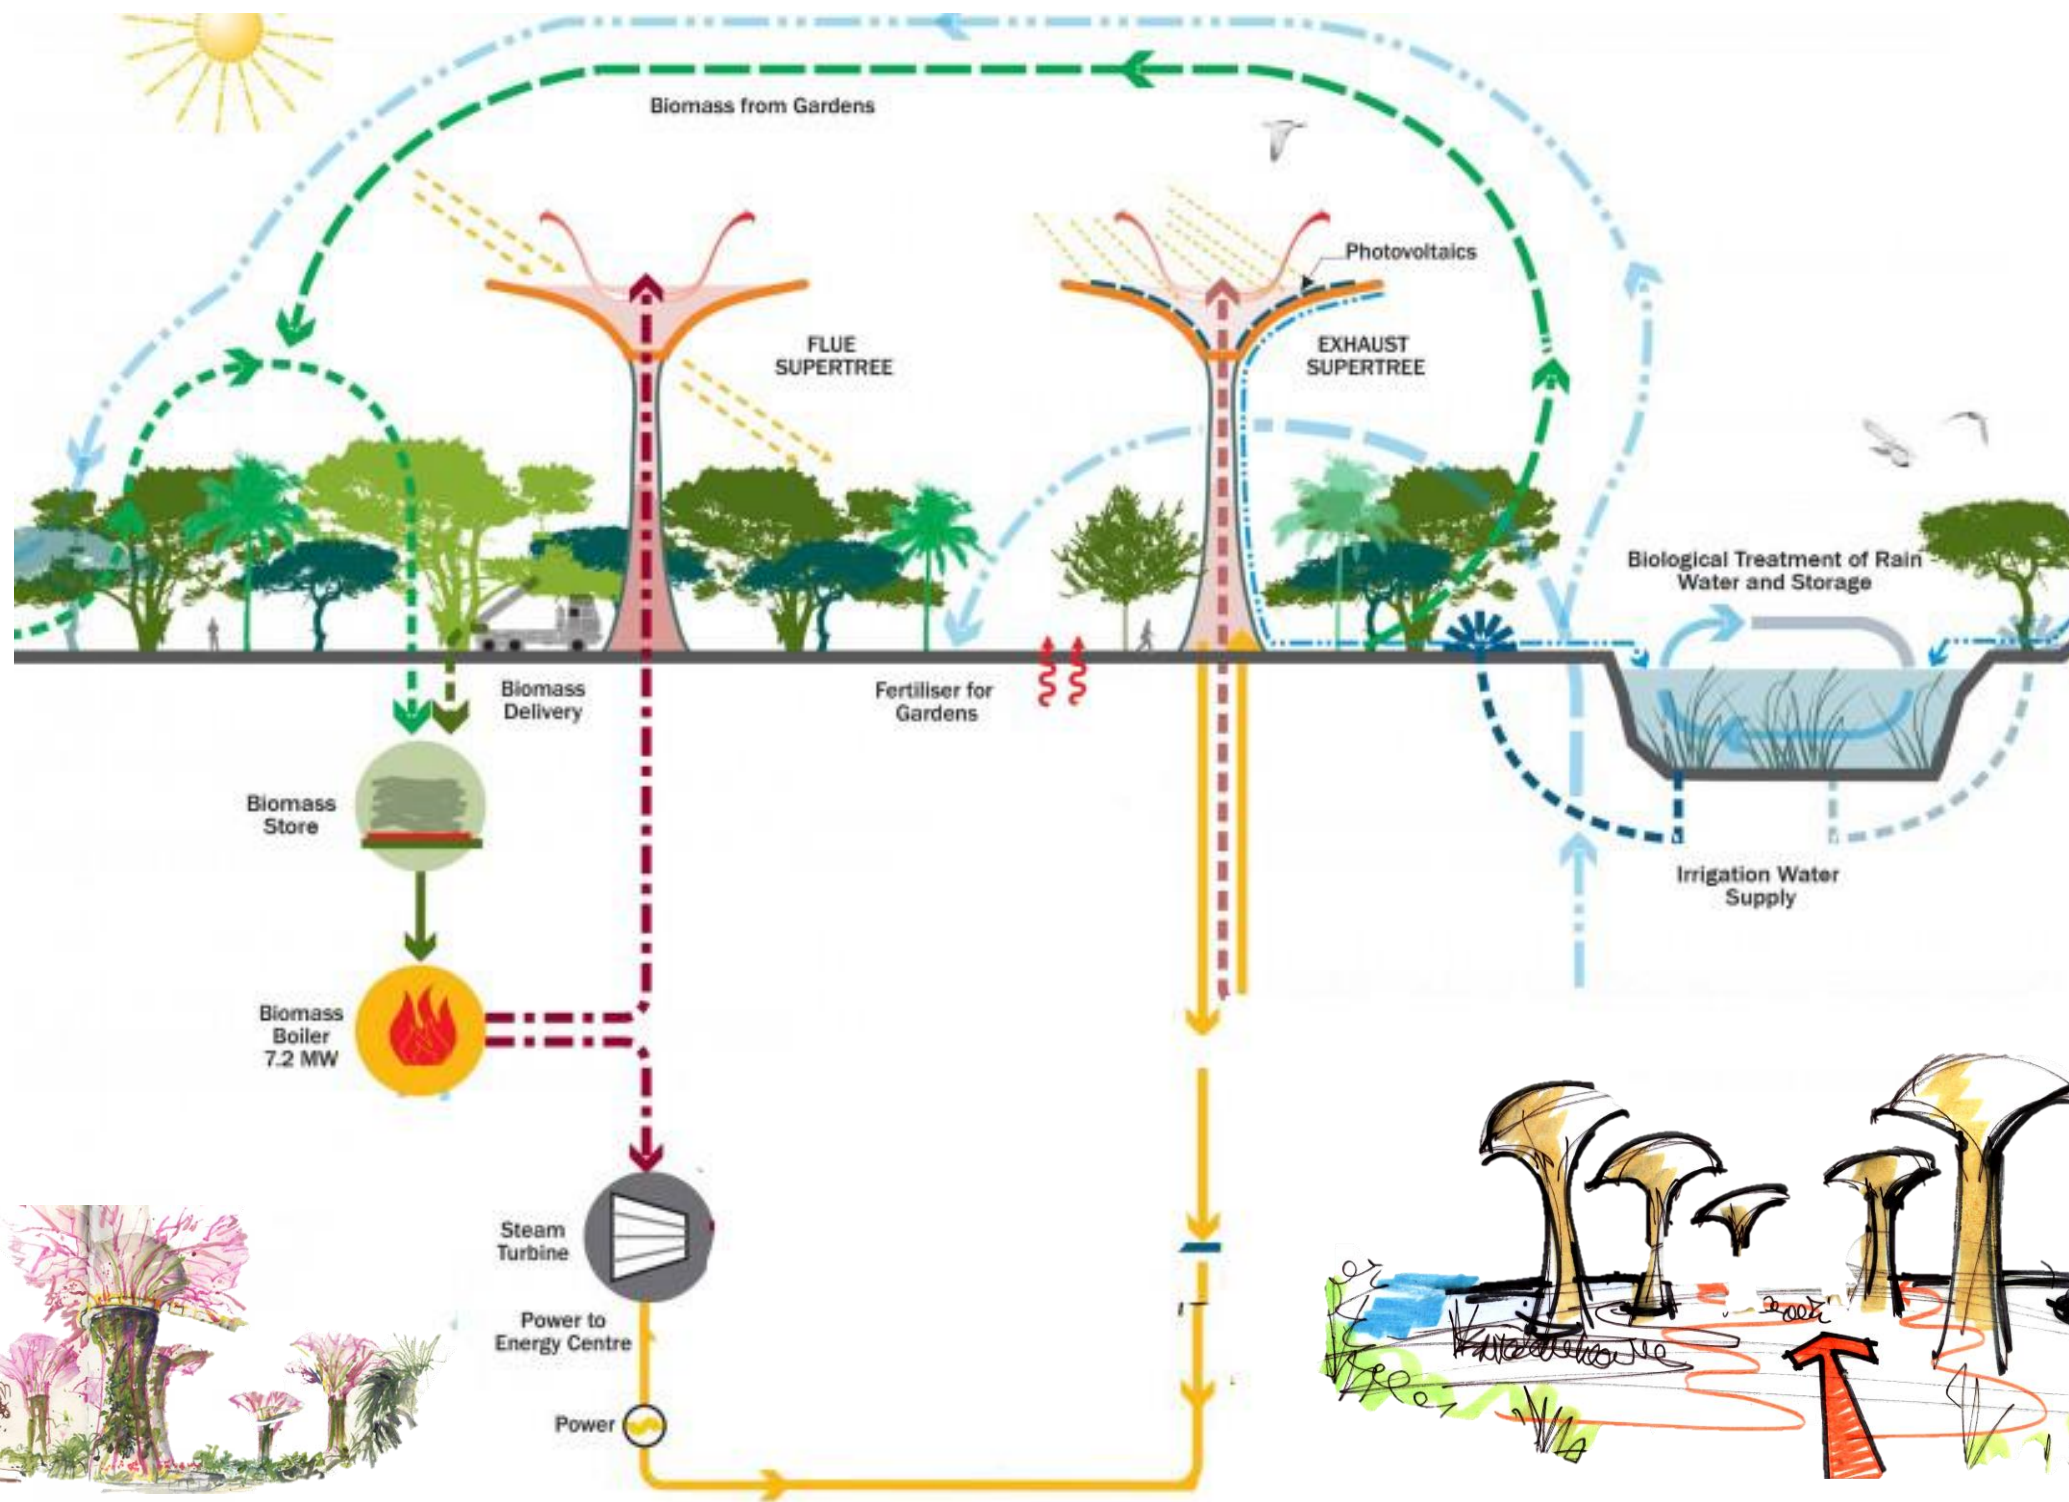 Biomass from Gardens
Photovoltaics
FLUE
SUPERTREE
EXHAUST
SUPERTREE
Biological Treatment of Rain
Water and Storage
Biomass
Delivery
Fertiliser for
Gardens
Biomass
Store
Irrigation Water
Supply
Biomass
Boiler
7.2 MW
Steam
Turbine
Power to
Energy Centre
Power